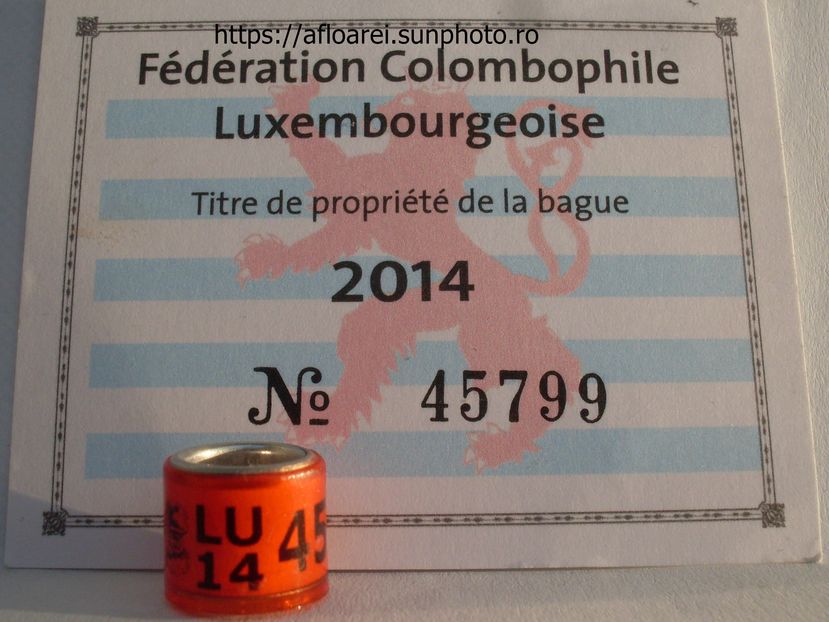 https://afloarei.sunphoto.ro
Fédération Colombophile
Luxembourgeoise
Titre de propriété de la bague
2014
No 45799
LU 45
14